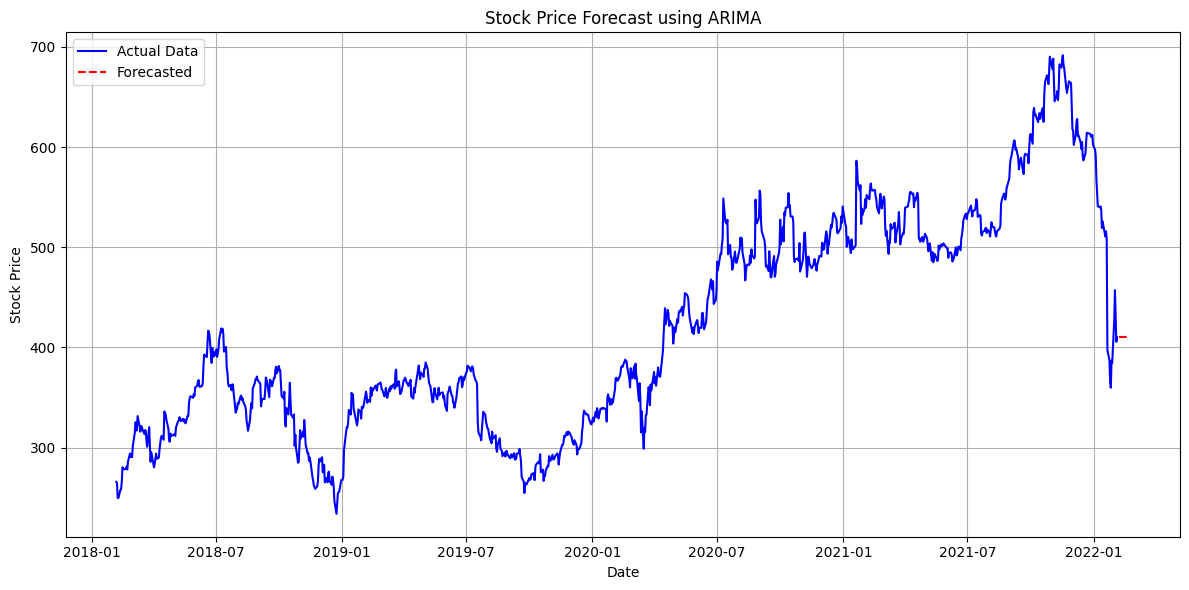 Stock Price Forecast using ARIMA
Actual Data
Forecasted
Stock Price
700
600
500
400
300
2018-01 2018-07 2019-01 2019-07 2020-01 2020-07 2021-01 2021-07 2022-01
Date